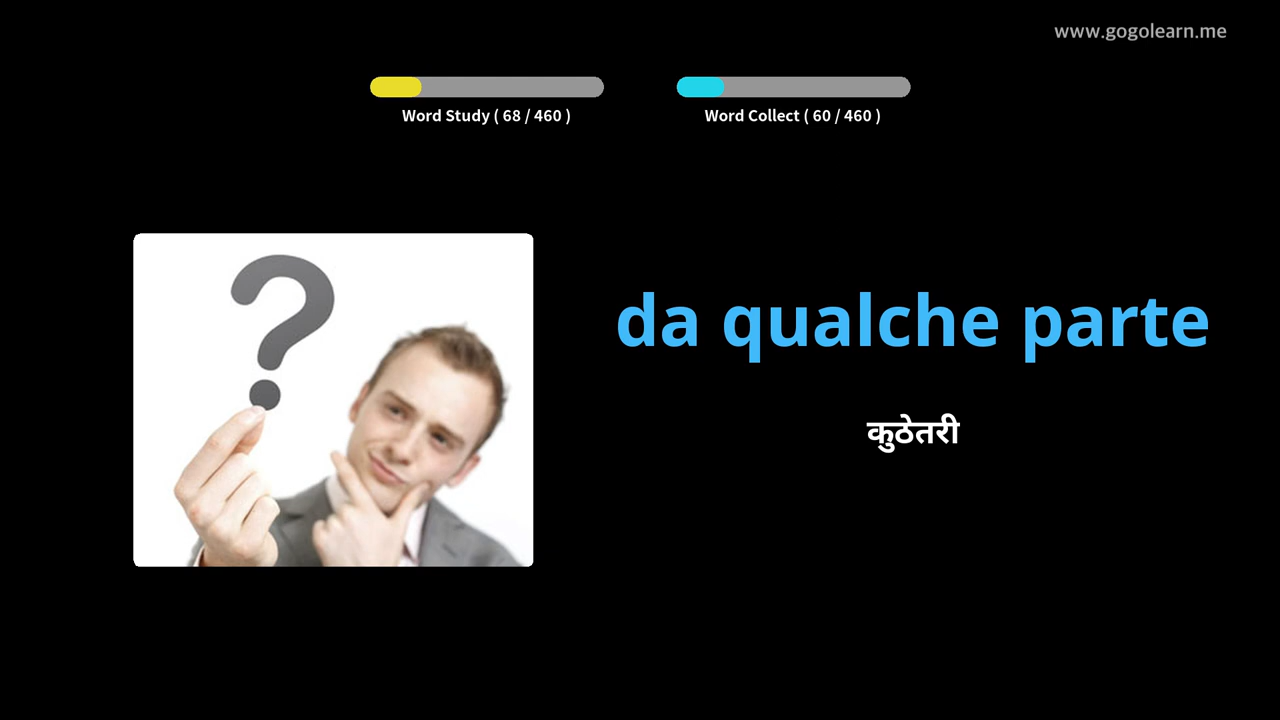 www.gogolearn.me
Word Study ( 68 / 460 )
Word Collect ( 60 / 460 )
da qualche parte
कुठेतरी